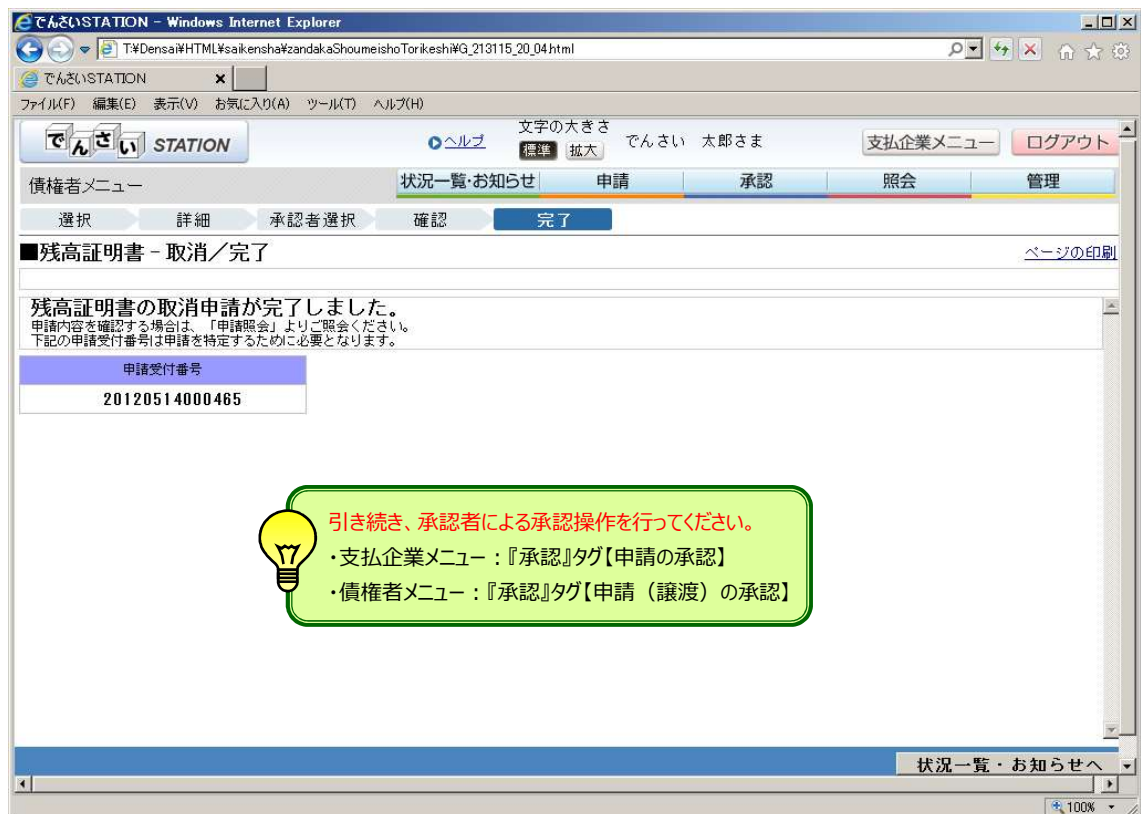 でんさいSTATION - Windows Internet Explorer
T:¥Densai¥HTML¥saikensha¥zandakaShoumeishoTorikeshi¥G_213115_20_04.html
でんさいSTATION
ファイル(F) 編集(E) 表示(V) お気に入り(A) ツール(T) ヘルプ(H)
でんさい STATION
ヘルプ
文字の大きさ
標準 拡大
でんさい 太郎さま
支払企業メニュー
ログアウト
債権者メニュー
状況一覧・お知らせ 申請 承認 照会 管理
選択 詳細 承認者選択 確認 完了
■残高証明書-取消/完了
ページの印刷
残高証明書の取消申請が完了しました。
申請内容を確認する場合は、「申請照会」よりご照会ください。
下記の申請受付番号は申請を特定するために必要となります。
申請受付番号
20120514000465
引き続き、承認者による承認操作を行ってください。
・支払企業メニュー:『承認』タグ【申請の承認】
・債権者メニュー:『承認』タグ【申請(譲渡)の承認】
状況一覧・お知らせへ
100%